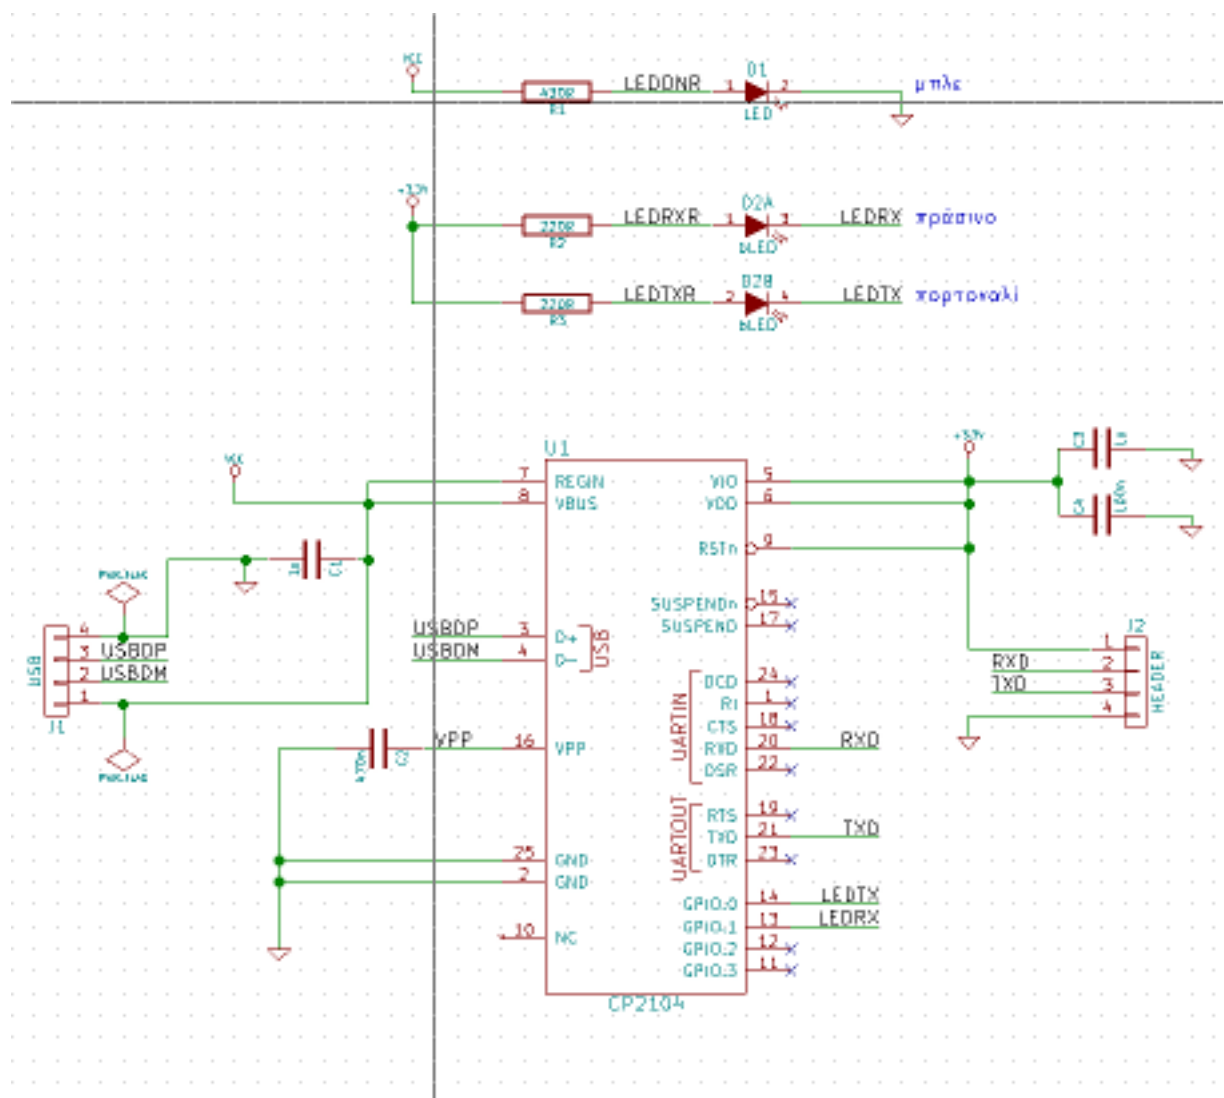 VCC
D1
430R
LEDONR
1
2
μπλε
R1
LED
+3.3V
D2A
220R
LEDRXR
1
3
LEDRX
πράσινο
R2
bLED
D2B
220R
LEDTXR
2
4
LEDTX
πορτοκαλί
R3
bLED
U1
VCC
+3.3V
C3
1u
7
REGIN
VIO
5
8
VBUS
VDD
6
C4
100n
RSTn
9
1u
C1
PWR_FLAG
SUSPENDn
15
SUSPEND
17
USB
J1
4
3
USBDP
2
USBDM
1
PWR_FLAG
USBDP
3
D+
USBDM
4
D-
USB
J2
HEADER
1
RXD
2
TXD
3
4
UARTIN
DCD
24
RI
1
CTS
18
RXD
20
RXD
DSR
22
470n
C2
VPP
16
VPP
UARTOUT
RTS
19
TXD
21
TXD
DTR
23
25
GND
2
GND
GPIO.0
14
LEDTX
GPIO.1
13
LEDRX
10
NC
GPIO.2
12
GPIO.3
11
CP2104